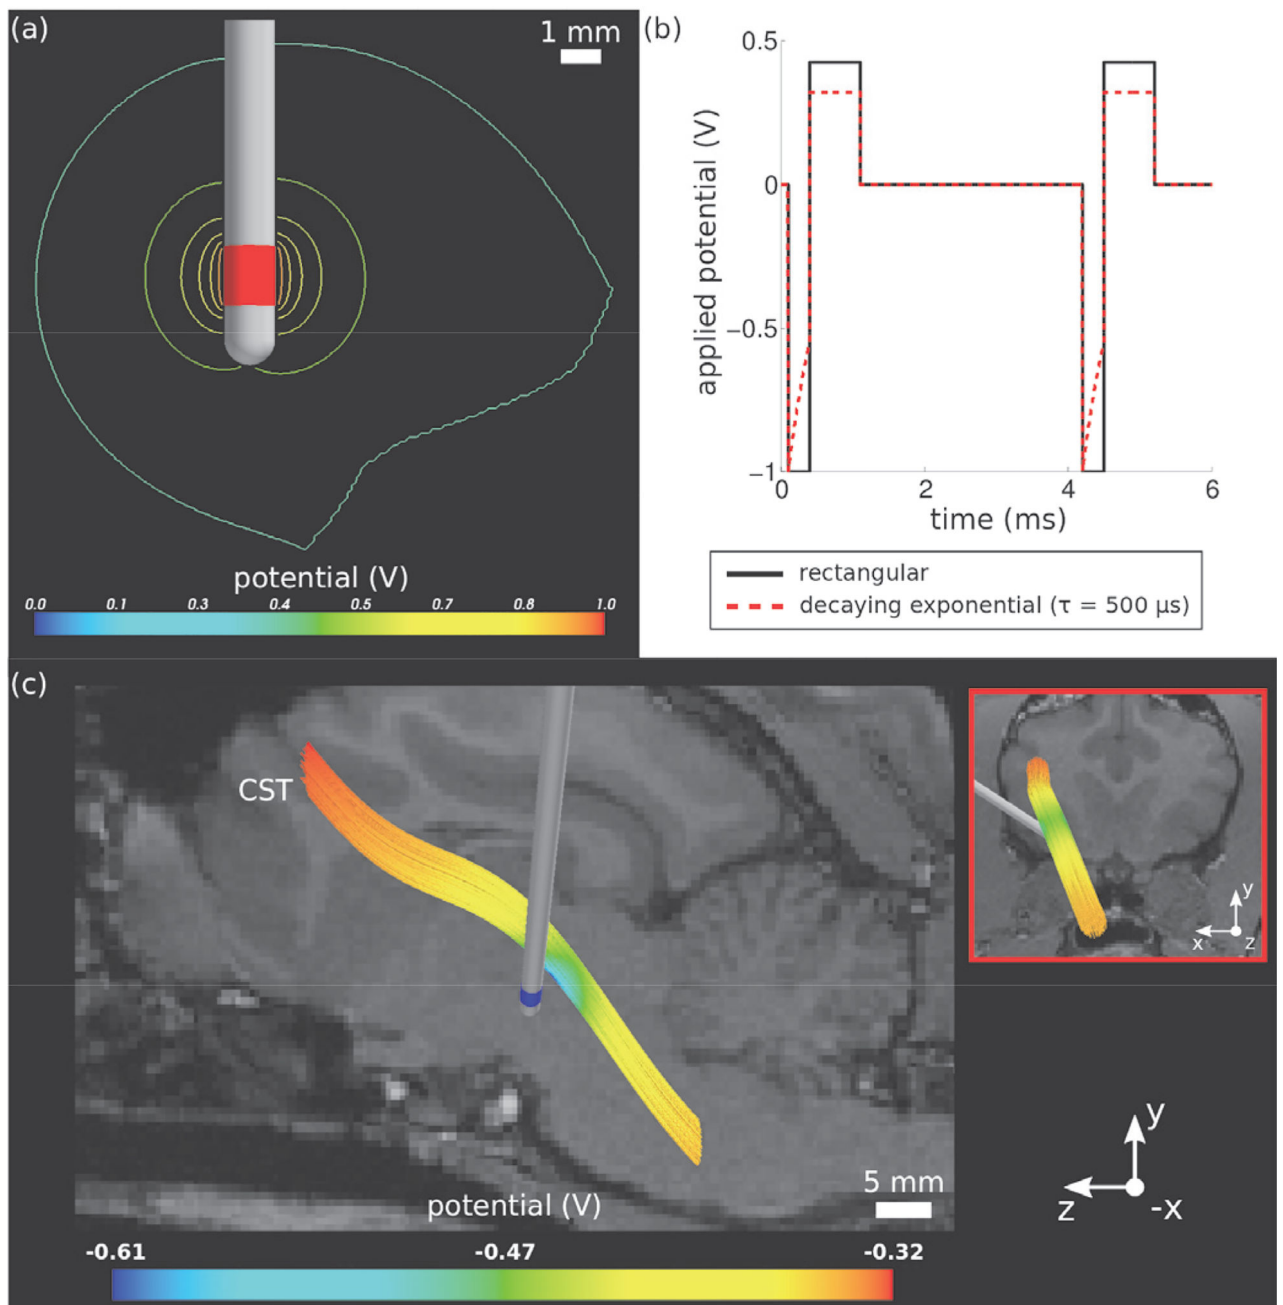 (a)
1 mm
potential (V)
0.0 0.1 0.3 0.4 0.5 0.7 0.8 1.0
(b)
0.5
0
−0.5
−1
applied potential (V)
0 2 4 6
time (ms)
rectangular
decaying exponential (τ = 500 µs)
(c)
CST
5 mm
potential (V)
-0.61 -0.47 -0.32
y
x z
y
z -x